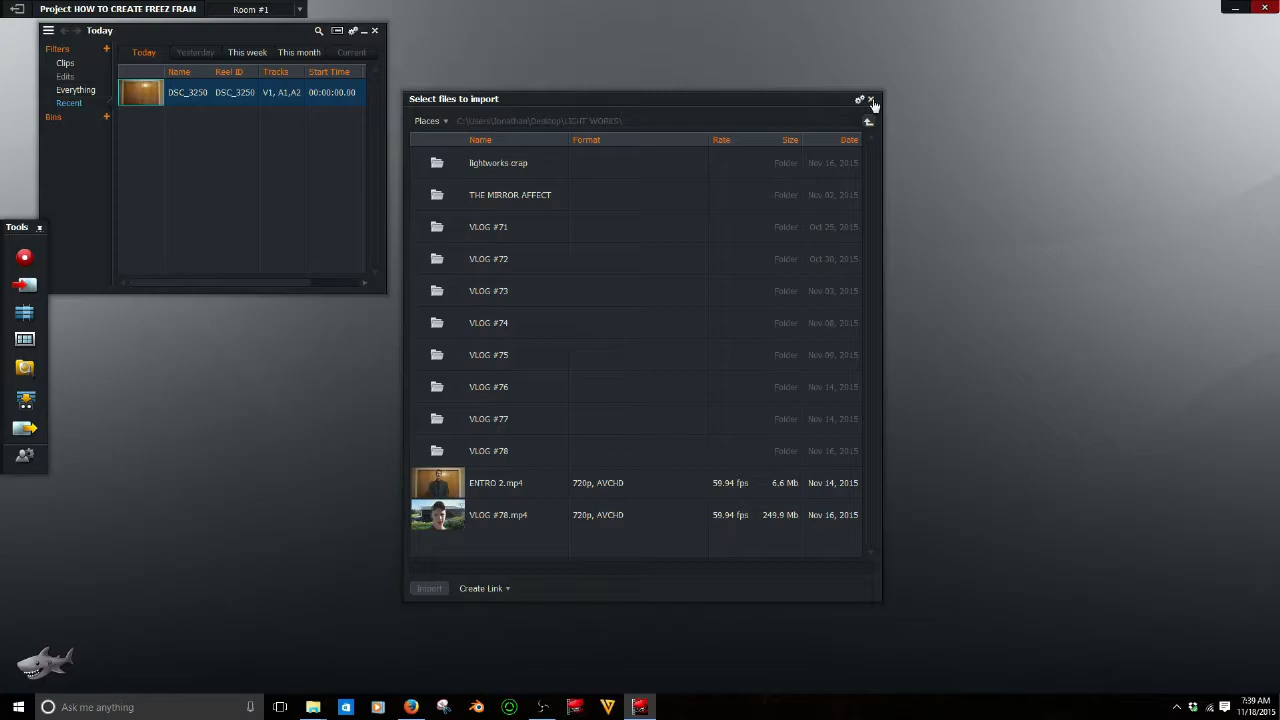 Project HOW TO CREATE FREEZ FRAM
Room #1
Today
Filters
Clips
Edits
Everything
Recent
Bins
Today Yesterday This week This month Current
Name Reel ID Tracks Start Time
DSC_3250 DSC_3250 V1, A1,A2 00:00:00.00
Tools
Select files to import
Places C:\Users\Jonathan\Desktop\LIGHT WORKS\
Name Format Rate Size Date
lightworks crap Folder Nov 16, 2015
THE MIRROR AFFECT Folder Nov 02, 2015
VLOG #71 Folder Oct 25, 2015
VLOG #72 Folder Oct 30, 2015
VLOG #73 Folder Nov 03, 2015
VLOG #74 Folder Nov 08, 2015
VLOG #75 Folder Nov 09, 2015
VLOG #76 Folder Nov 14, 2015
VLOG #77 Folder Nov 14, 2015
VLOG #78 Folder Nov 16, 2015
ENTRO 2.mp4 720p, AVCHD 59.94 fps 6.6 Mb Nov 14, 2015
VLOG #78.mp4 720p, AVCHD 59.94 fps 249.9 Mb Nov 16, 2015
Import Create Link
Ask me anything
7:39 AM
11/18/2015